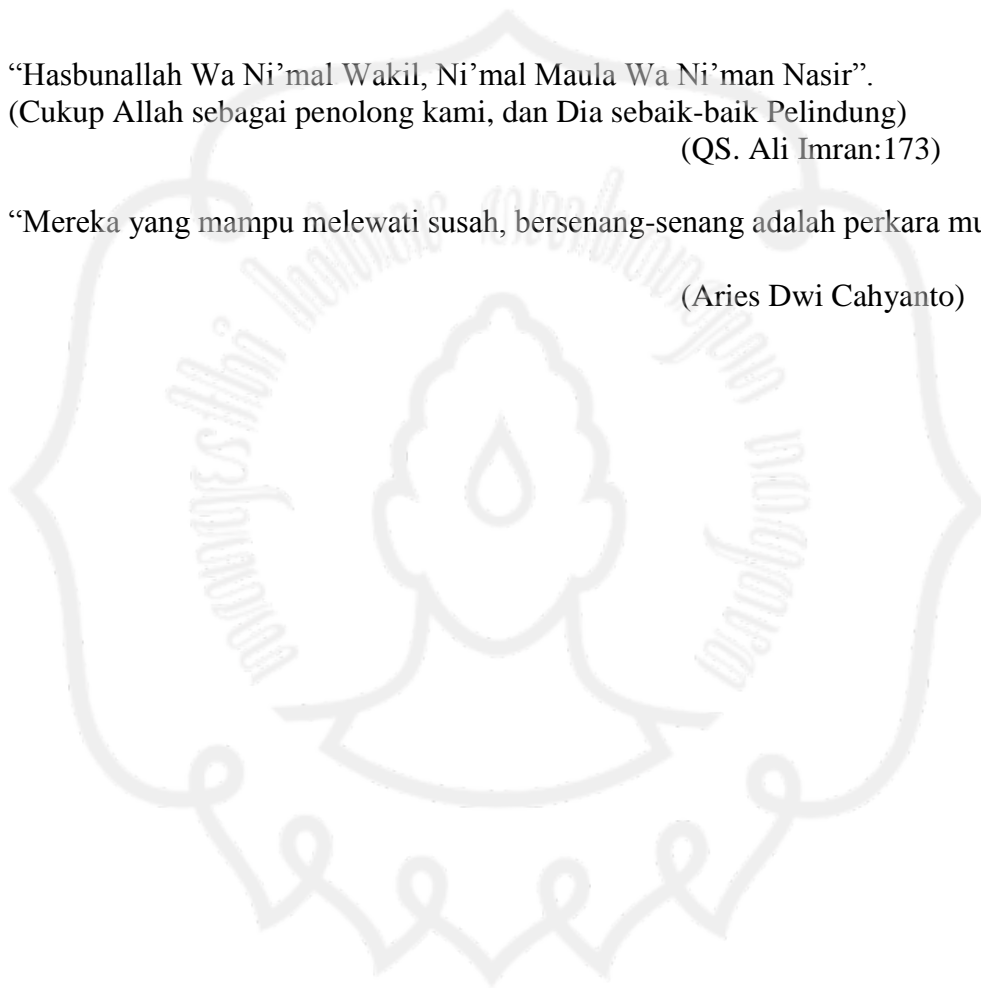 “Hasbunallah Wa Ni’mal Wakil, Ni’mal Maula Wa Ni’man Nasir”.
(Cukup Allah sebagai penolong kami, dan Dia sebaik-baik Pelindung)
(QS. Ali Imran:173)
“Mereka yang mampu melewati susah, bersenang-senang adalah perkara mu
(Aries Dwi Cahyanto)